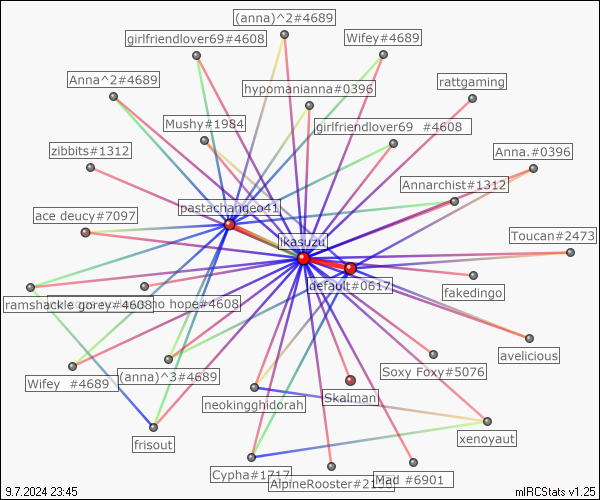 (anna)^2#4689
girlfriendlover69#4608
Wifey#4689
Anna^2#4689
rattgaming
hypomanianna#0396
Mushy#1984
girlfriendlover69 #4608
zibbits#1312
Anna.#0396
Annarchist#1312
pastachangeo41
ace deucy#7097
Toucan#2473
ikasuzu
fakedingo
default#0617
ramshackle gorey#4608
no hope#4608
avelicious
Soxy Foxy#5076
Wifey #4689
(anna)^3#4689
Skalman
neokingghidorah
frisout
xenoyaut
Cypha#1717
AlpineRooster#2
Mad #6901
9.7.2024 23:45
mIRCStats v1.25